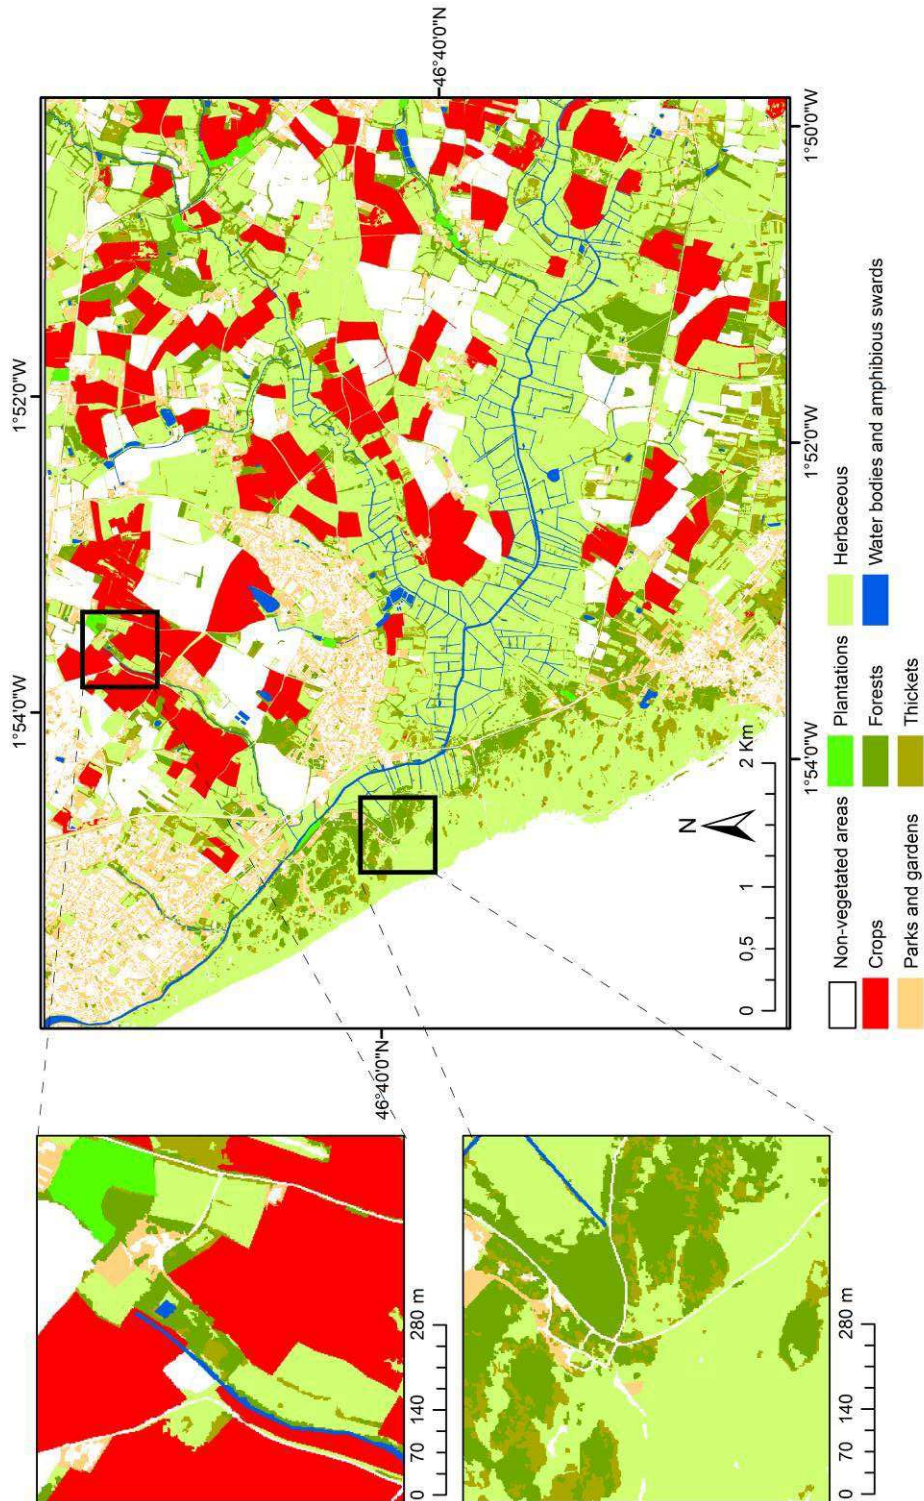 1°54'0"W
1°52'0"W
46°40'0"N
46°40'0"N
N
0 0,5 1 2 Km
1°54'0"W
1°52'0"W
1°50'0"W
0 70 140 280 m
0 70 140 280 m
Non-vegetated areas
Crops
Parks and gardens
Plantations
Forests
Thickets
Herbaceous
Water bodies and amphibious swards